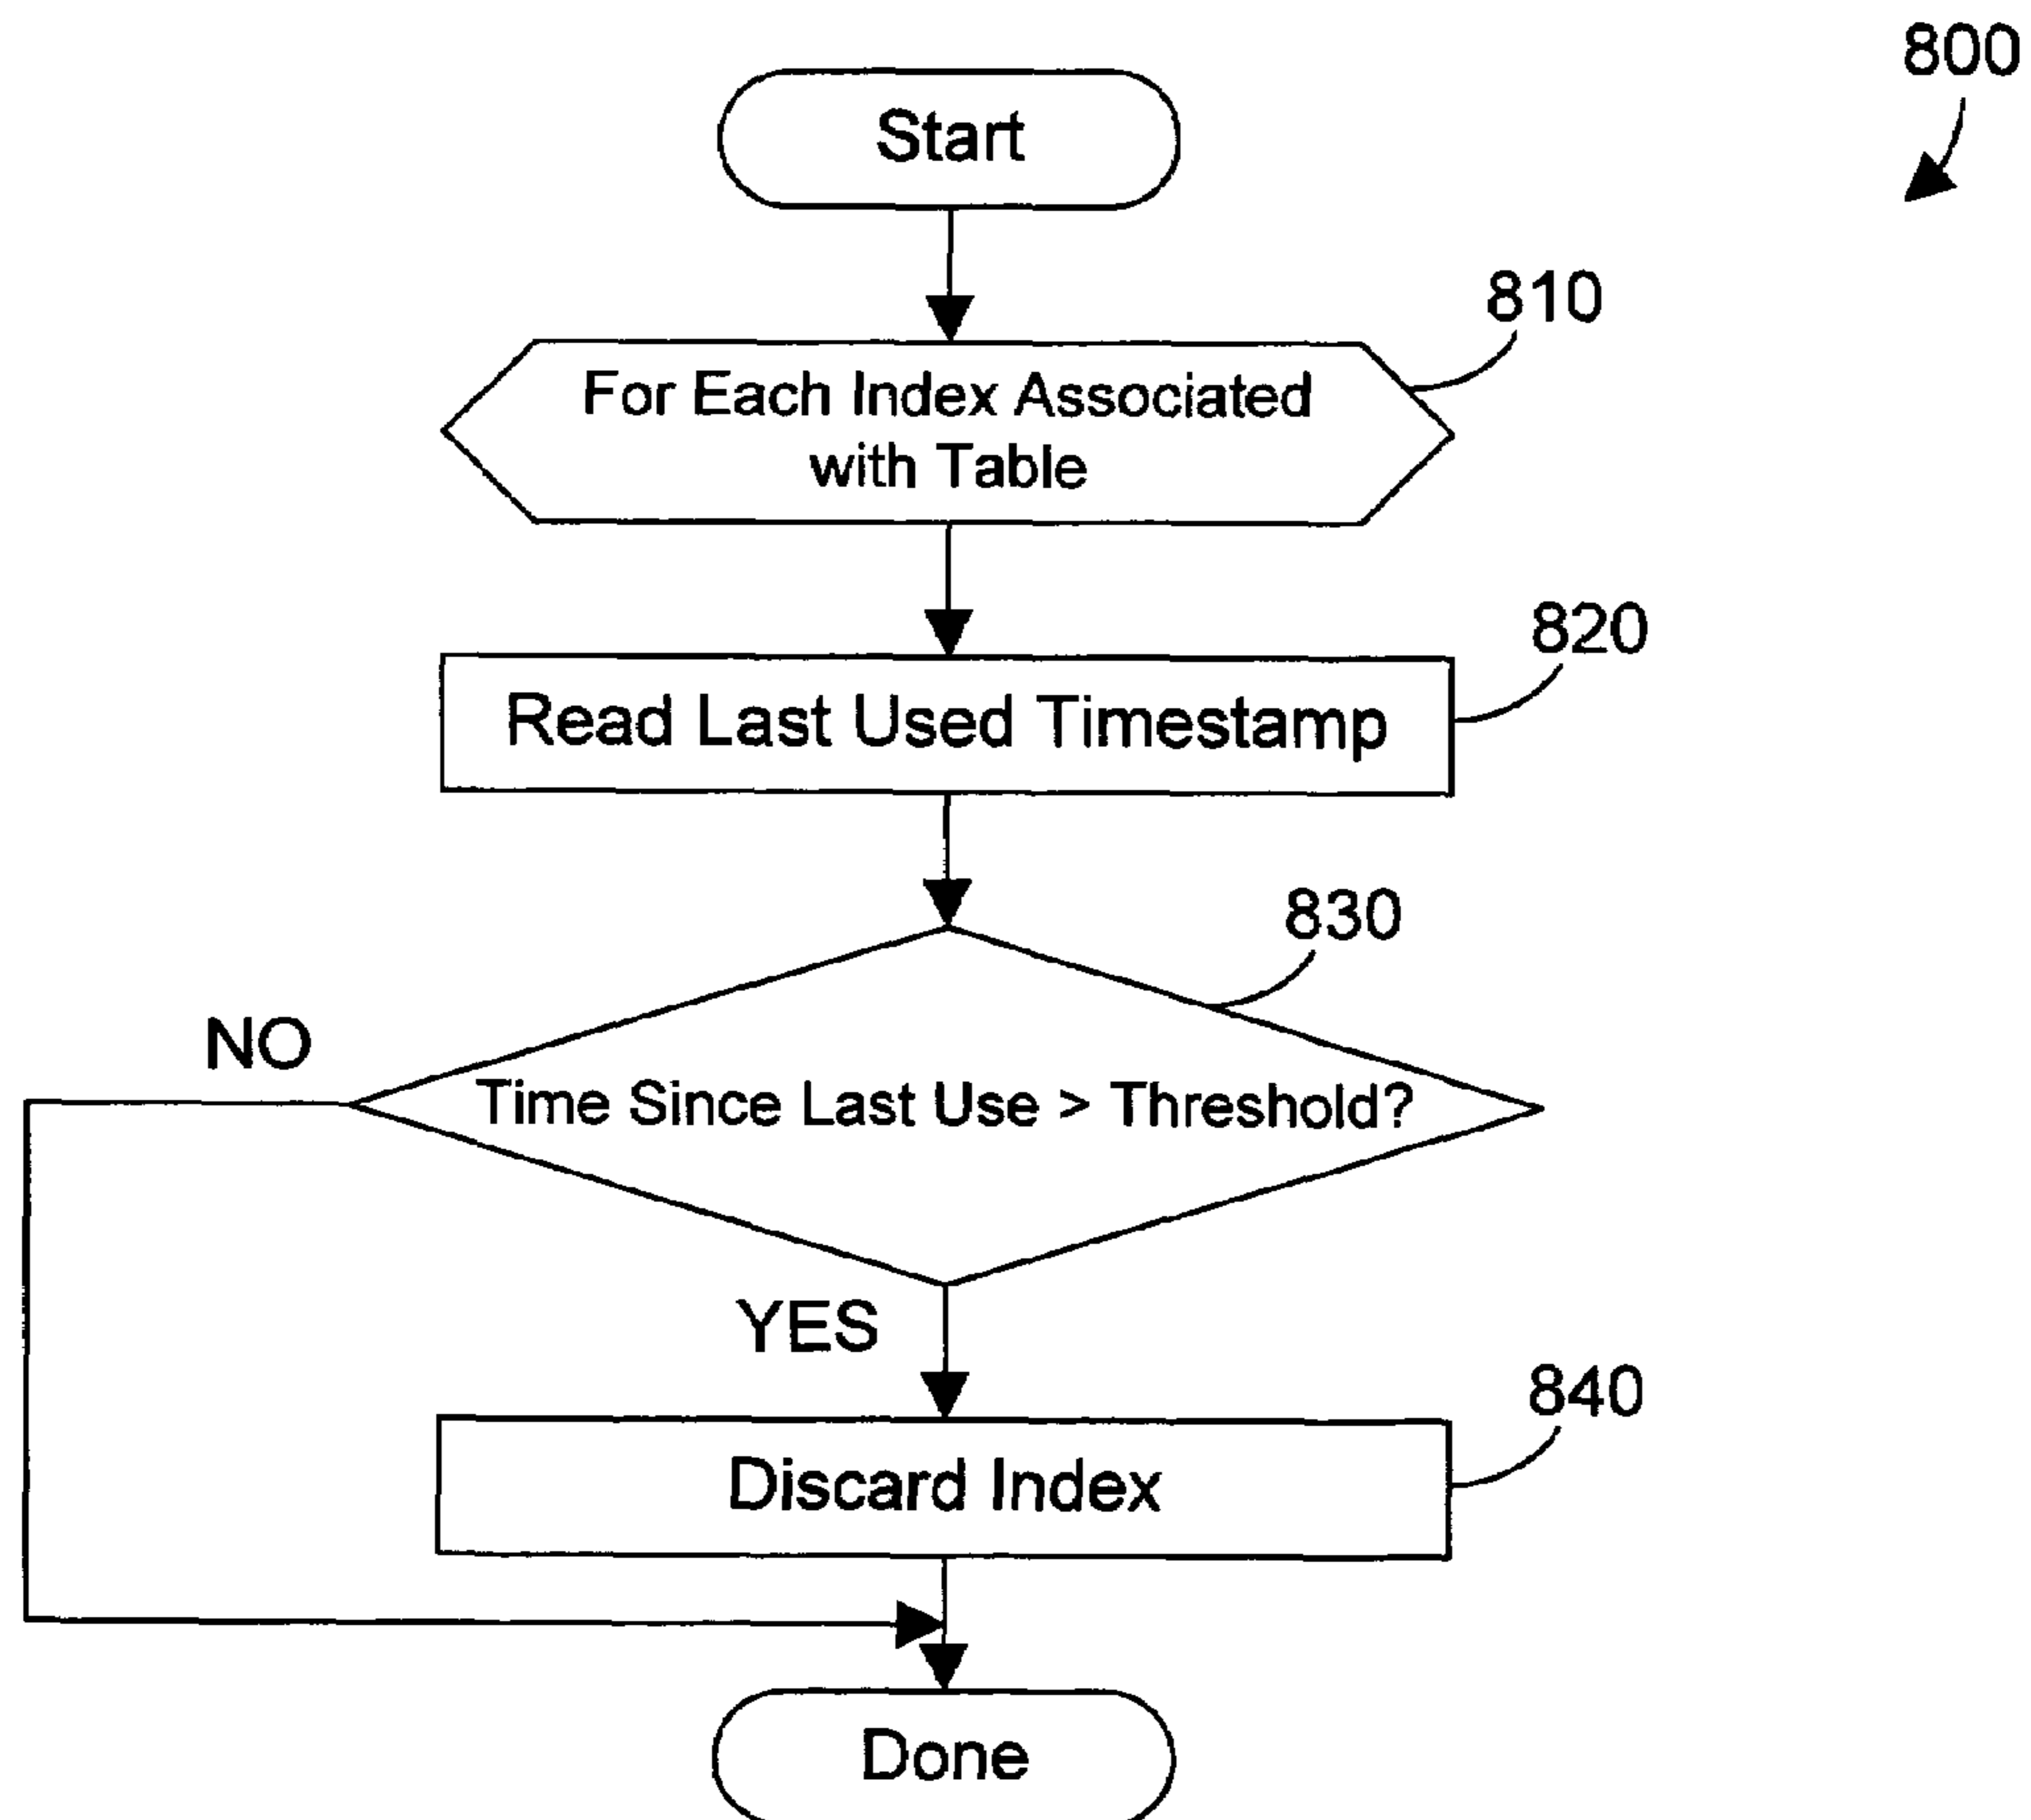 800
Start
810
For Each Index Associated
with Table
820
Read Last Used Timestamp
830
NO
Time Since Last Use > Threshold?
YES
840
Discard Index
Done